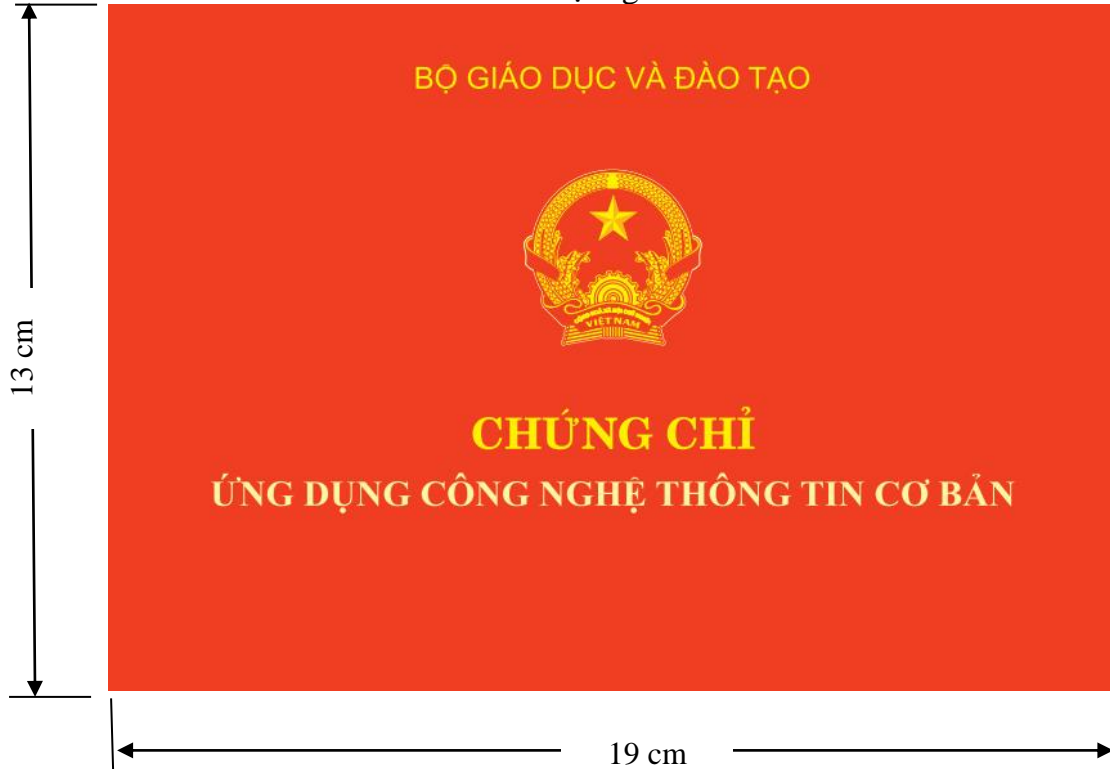 BỘ GIÁO DỤC VÀ ĐÀO TẠO
VIỆT NAM
CHỨNG CHỈ
ỨNG DỤNG CÔNG NGHỆ THÔNG TIN CƠ BẢN
13 cm
19 cm